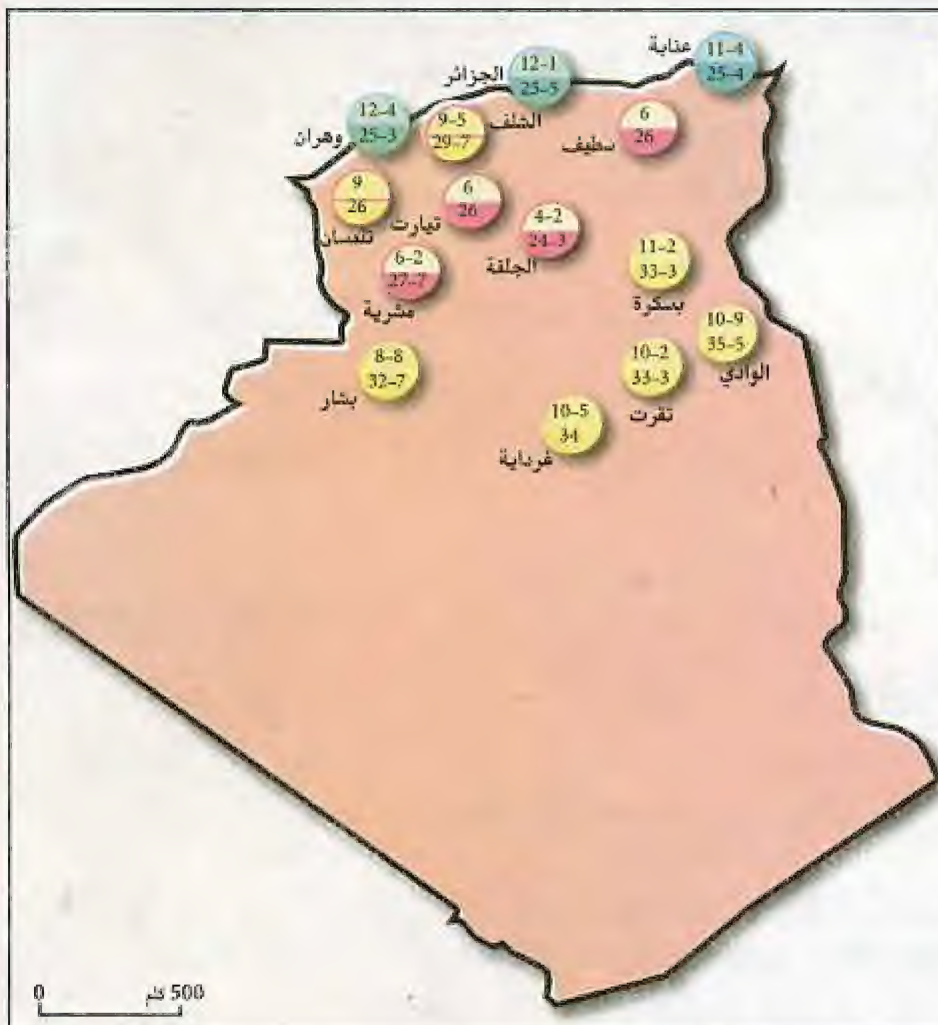 عنابة
11-4
25-4
الجزائر
12-1
25-5
وهران
12-4
25-3
الشلف
9-5
29-7
سطيف
6
26
تلمسان
9
26
تيارت
6
26
الجلفة
4-2
24-3
مشرية
6-2
27-7
بسكرة
11-2
33-3
الوادي
10-9
35-5
تقرت
10-2
33-3
بشار
8-8
32-7
غرداية
10-5
34
0 500 كلم